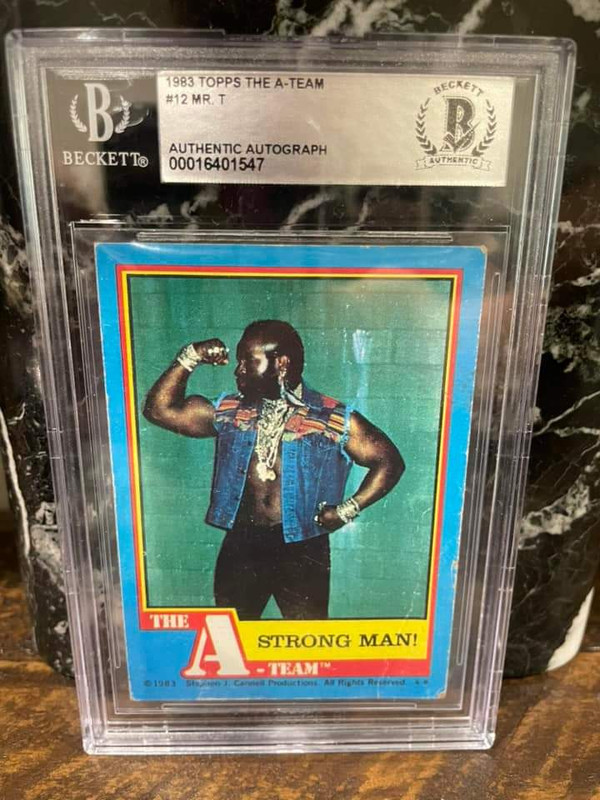 1983 TOPPS THE A-TEAM
#12 MR. T
AUTHENTIC AUTOGRAPH
00016401547
B
BECKETT®
BECKETT
B
AUTHENTIC
THE
A
-TEAM™
STRONG MAN!
©1983 Stephen J. Cannell Productions. All Rights Reserved. **